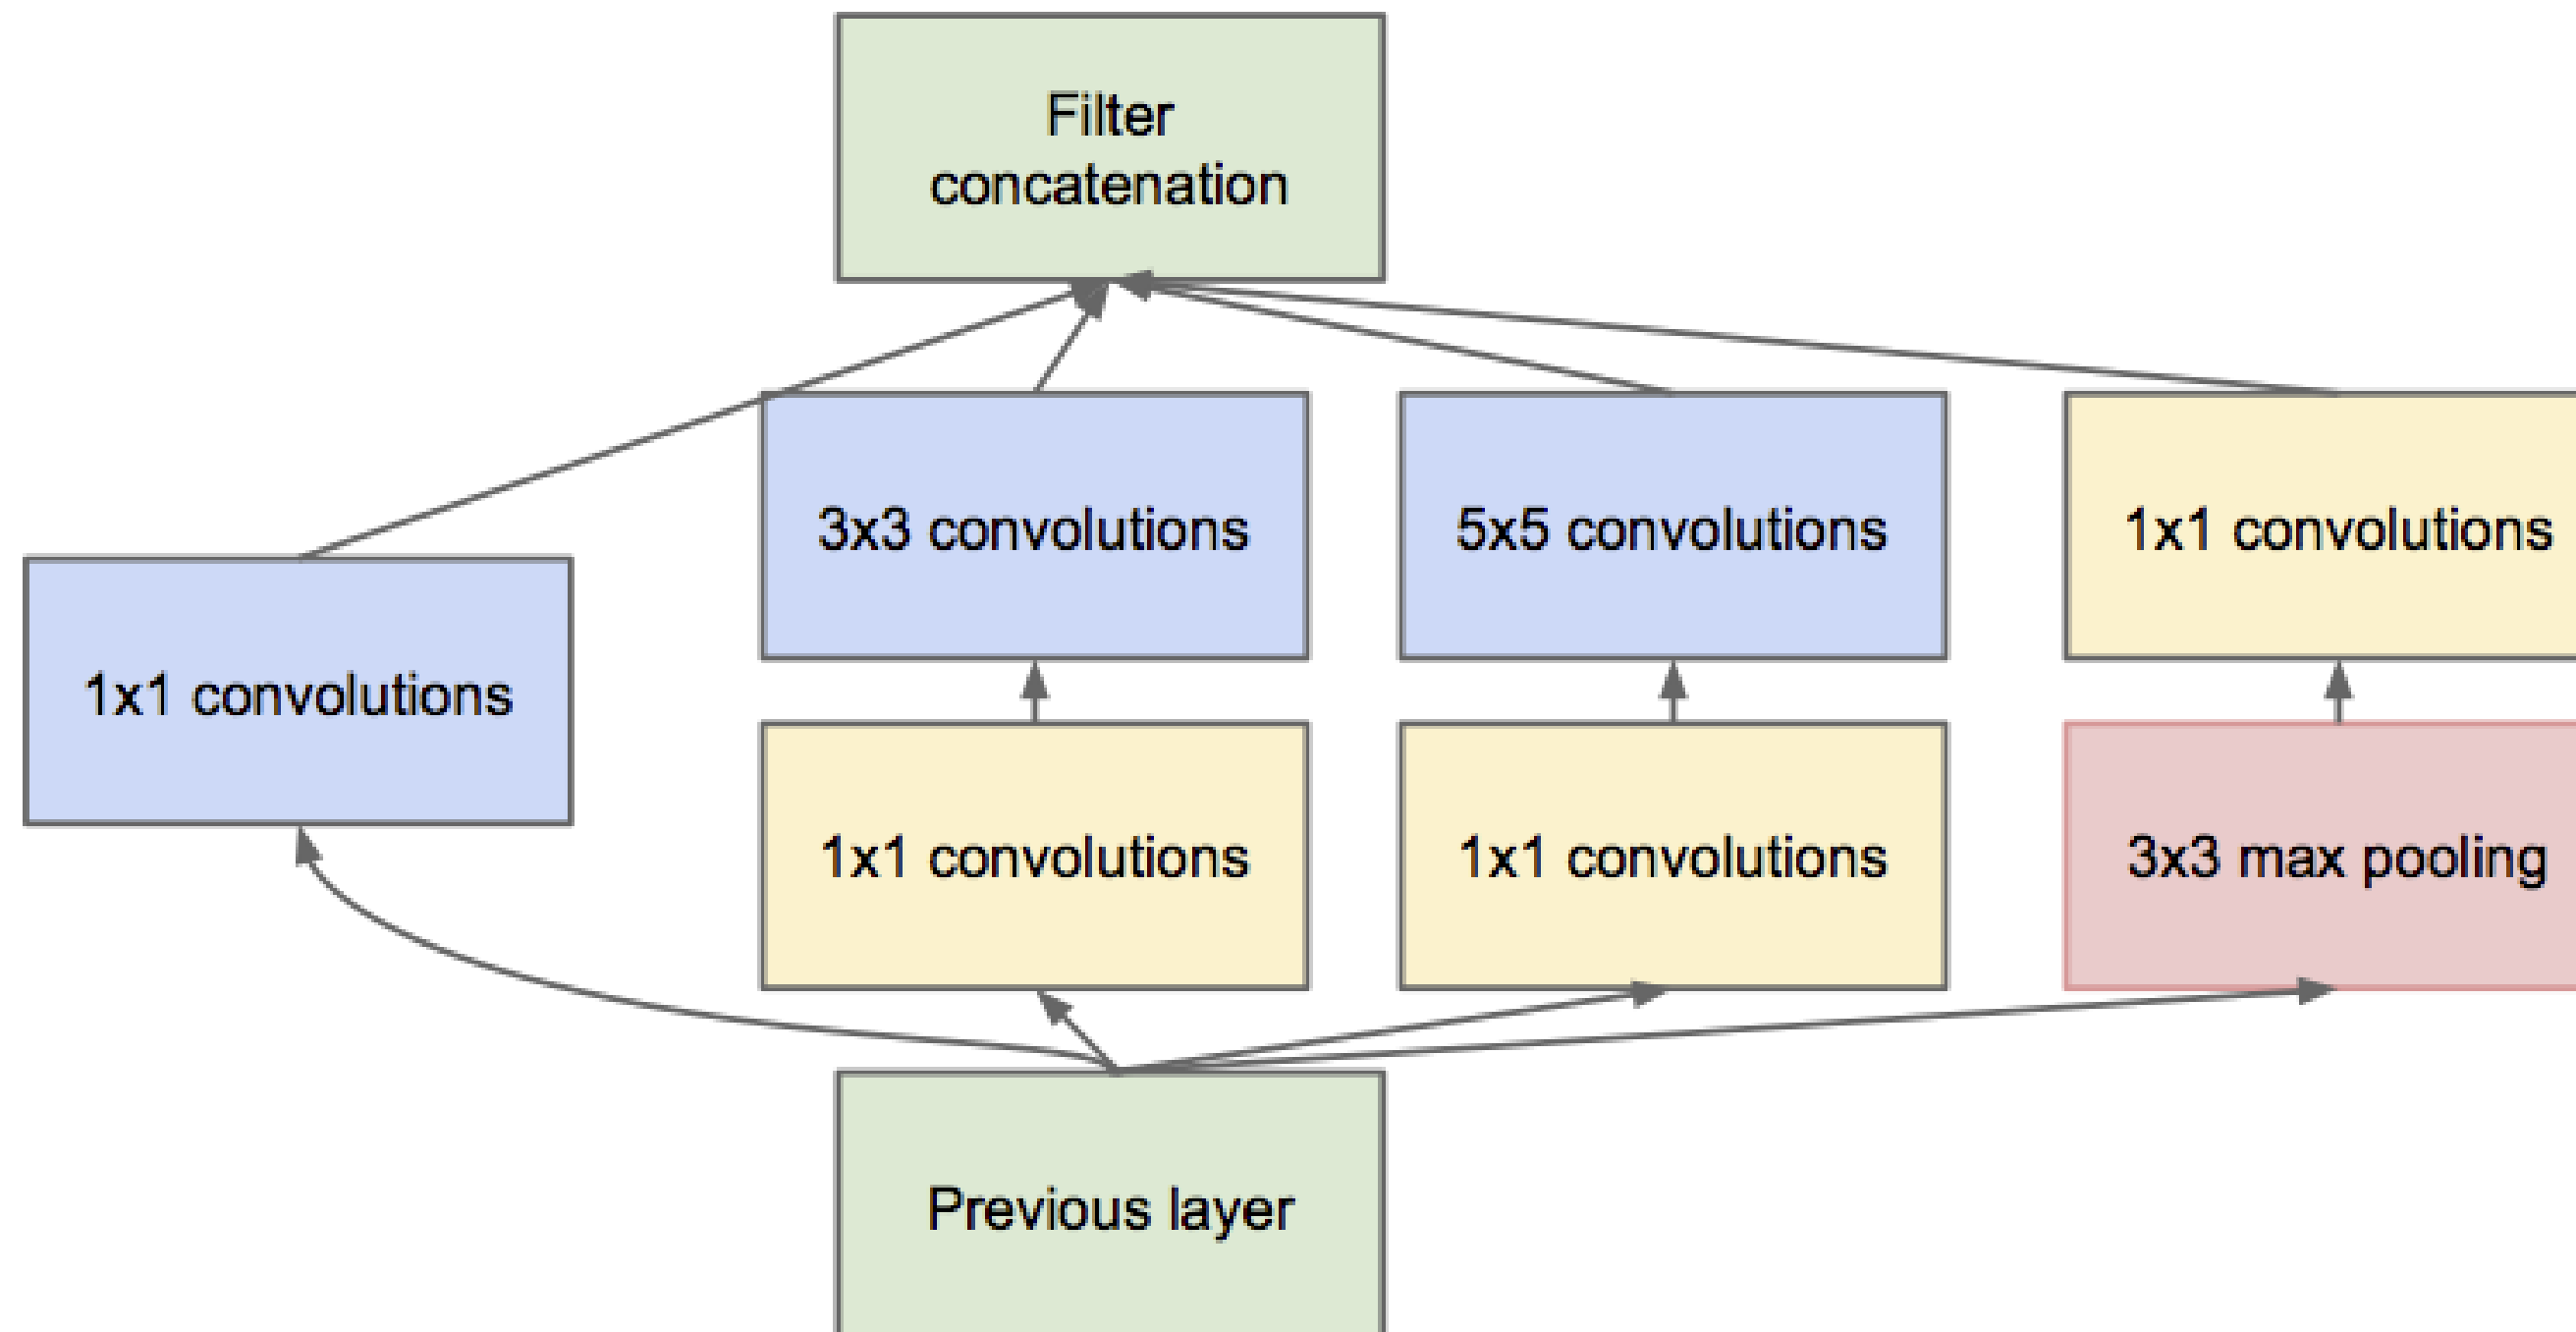 Filter
concatenation
3x3 convolutions
5x5 convolutions
1x1 convolutions
1x1 convolutions
1x1 convolutions
1x1 convolutions
3x3 max pooling
Previous layer